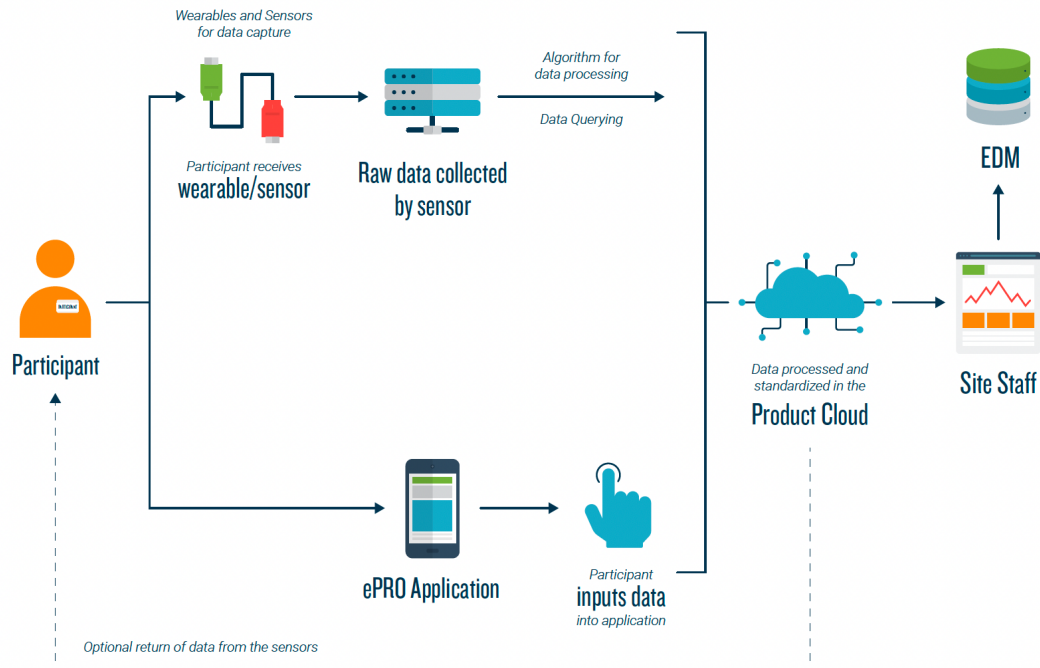 Wearables and Sensors
for data capture
Algorithm for
data processing
Data Querying
Participant receives
wearable/sensor
Raw data collected
by sensor
EDM
Participant
Data processed and
standardized in the
Product Cloud
Site Staff
ePRO Application
Participant
inputs data
into application
Optional return of data from the sensors